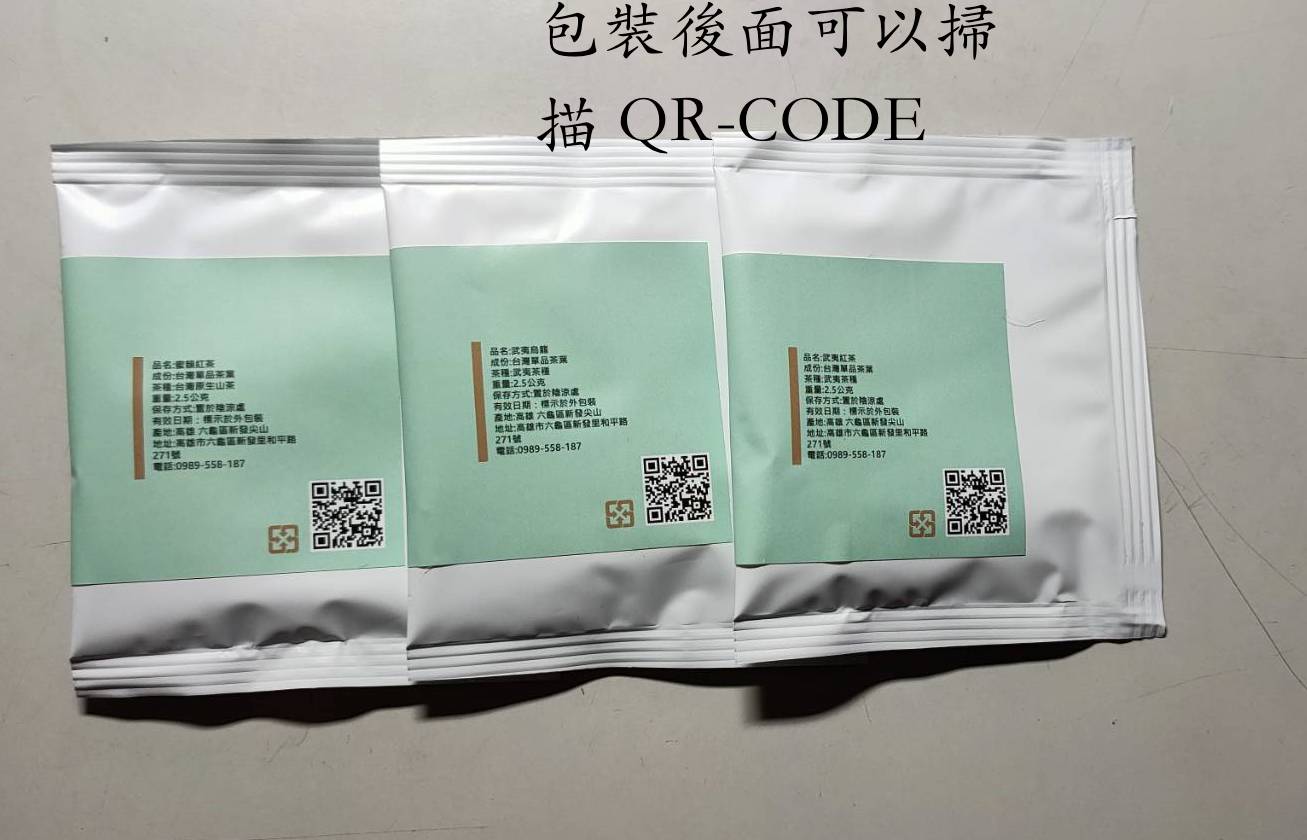 包裝後面可以掃
描 QR-CODE
品名:蜜韻紅茶
成份:台灣單品茶葉
茶種:台灣原生山茶
重量:2.5公克
保存方式:置於陰涼處
有效日期：標示於外包裝
產地:高雄 六龜區新發尖山
地址:高雄市六龜區新發里和平路
271號
電話:0989-558-187
品名:武夷烏龍
成份:台灣單品茶葉
茶種:武夷茶種
重量:2.5公克
保存方式:置於陰涼處
有效日期：標示於外包裝
產地:高雄 六龜區新發尖山
地址:高雄市六龜區新發里和平路
271號
電話:0989-558-187
品名:武夷紅茶
成份:台灣單品茶葉
茶種:武夷茶種
重量:2.5公克
保存方式:置於陰涼處
有效日期：標示於外包裝
產地:高雄 六龜區新發尖山
地址:高雄市六龜區新發里和平路
271號
電話:0989-558-187